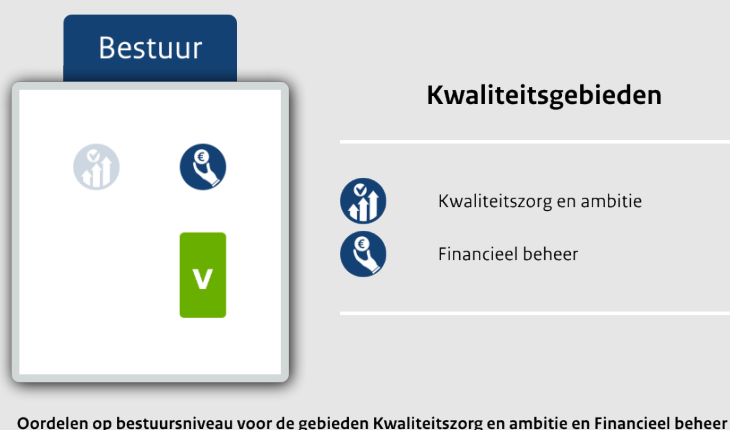 Bestuur
Kwaliteitsgebieden
€
Kwaliteitszorg en ambitie
€
Financieel beheer
V
Oordelen op bestuursniveau voor de gebieden Kwaliteitszorg en ambitie en Financieel beheer